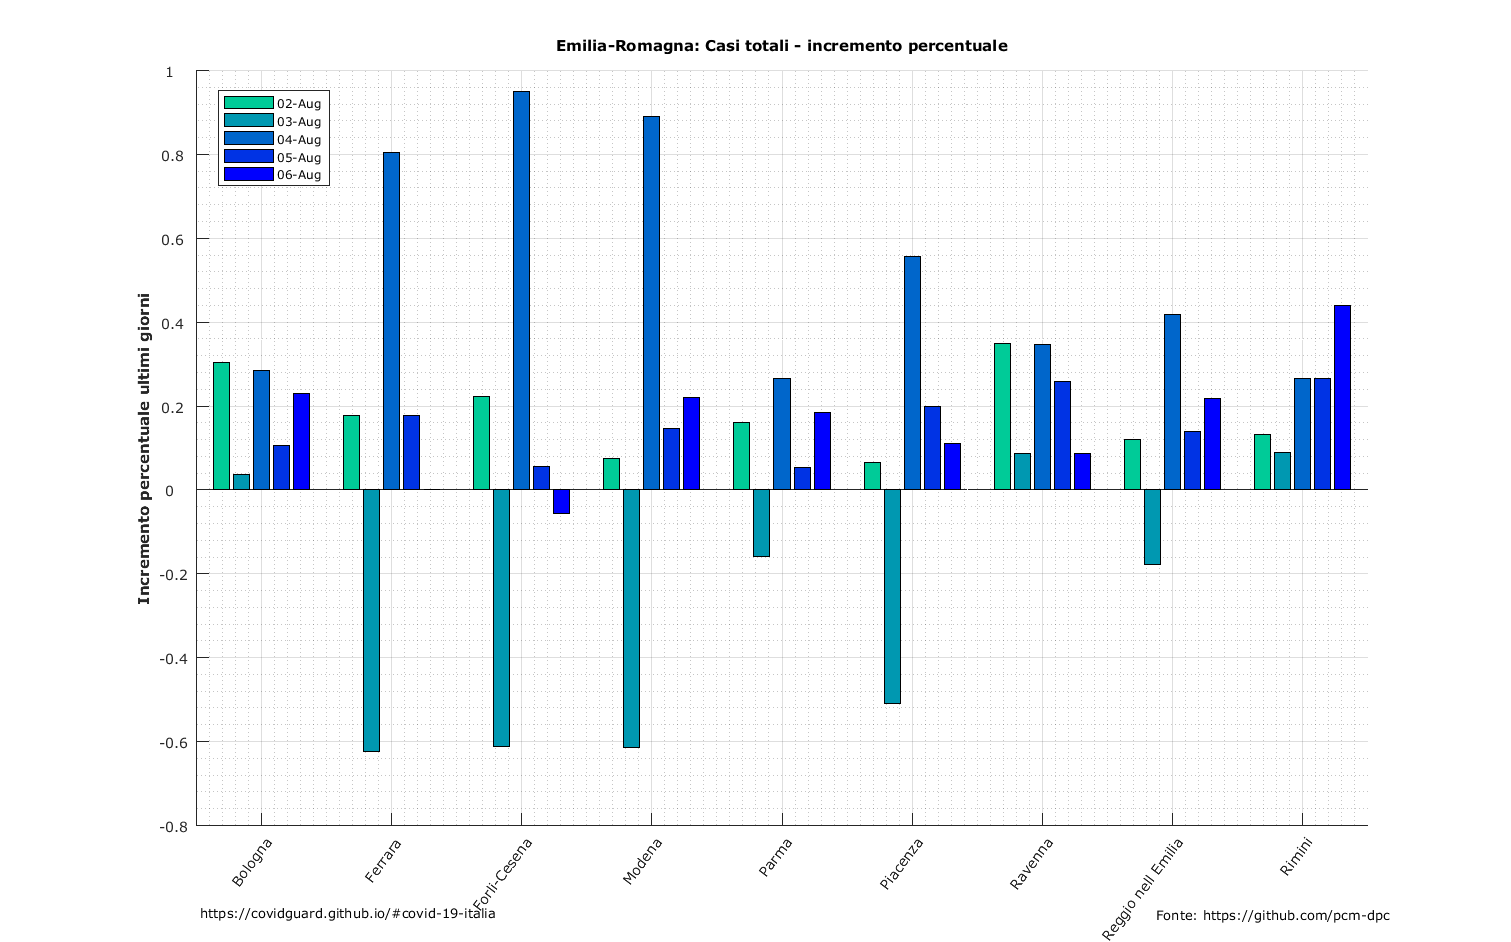 Emilia-Romagna: Casi totali - incremento percentuale
1
0.8
0.6
0.4
0.2
0
-0.2
-0.4
-0.6
-0.8
Incremento percentuale ultimi giorni
02-Aug
03-Aug
04-Aug
05-Aug
06-Aug
Bologna
Ferrara
Forlì-Cesena
Modena
Parma
Piacenza
Ravenna
Reggio nell Emilia
Rimini
https://covidguard.github.io/#covid-19-italia
Fonte: https://github.com/pcm-dpc